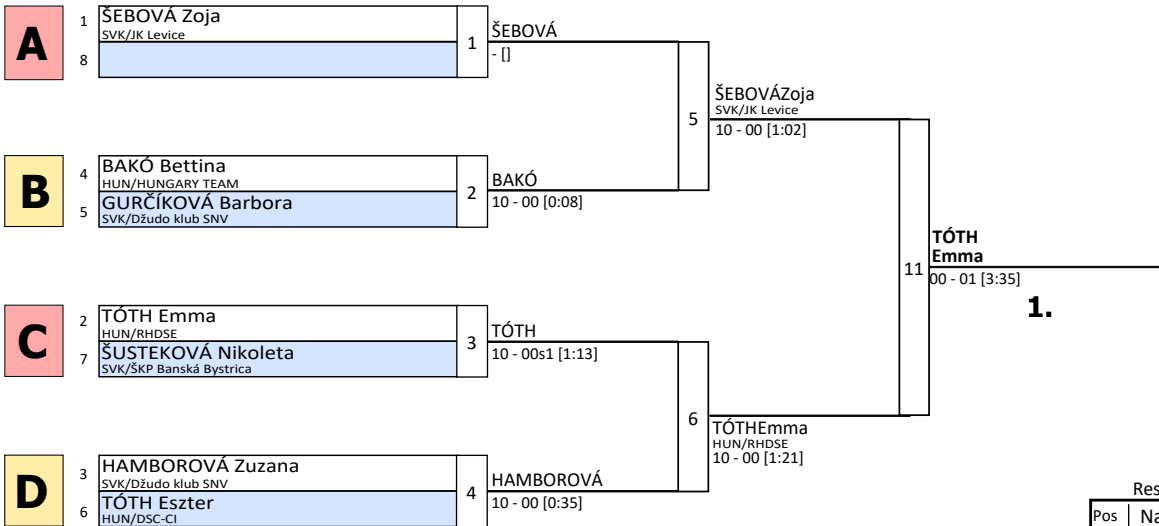 A
1 ŠEBOVÁ Zoja
SVK/JK Levice
8
1
ŠEBOVÁ
- []
B
4 BAKÓ Bettina
HUN/HUNGARY TEAM
5 GURČÍKOVÁ Barbora
SVK/Džudo klub SNV
2
BAKÓ
10 - 00 [0:08]
5
ŠEBOVÁZoja
SVK/JK Levice
10 - 00 [1:02]
C
2 TÓTH Emma
HUN/RHDSE
7 ŠUSTEKOVÁ Nikoleta
SVK/ŠKP Banská Bystrica
3
TÓTH
10 - 00s1 [1:13]
D
3 HAMBOROVÁ Zuzana
SVK/Džudo klub SNV
6 TÓTH Eszter
HUN/DSC-CI
4
HAMBOROVÁ
10 - 00 [0:35]
6
TÓTHEmma
HUN/RHDSE
10 - 00 [1:21]
11
TÓTH
Emma
00 - 01 [3:35]
1.
Res
Pos Na